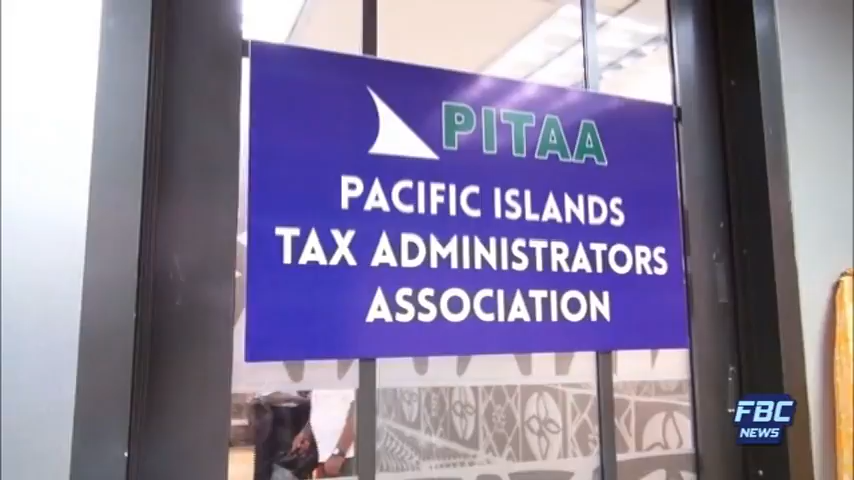 PITAA
PACIFIC ISLANDS
TAX ADMINISTRATORS
ASSOCIATION
FBC
NEWS